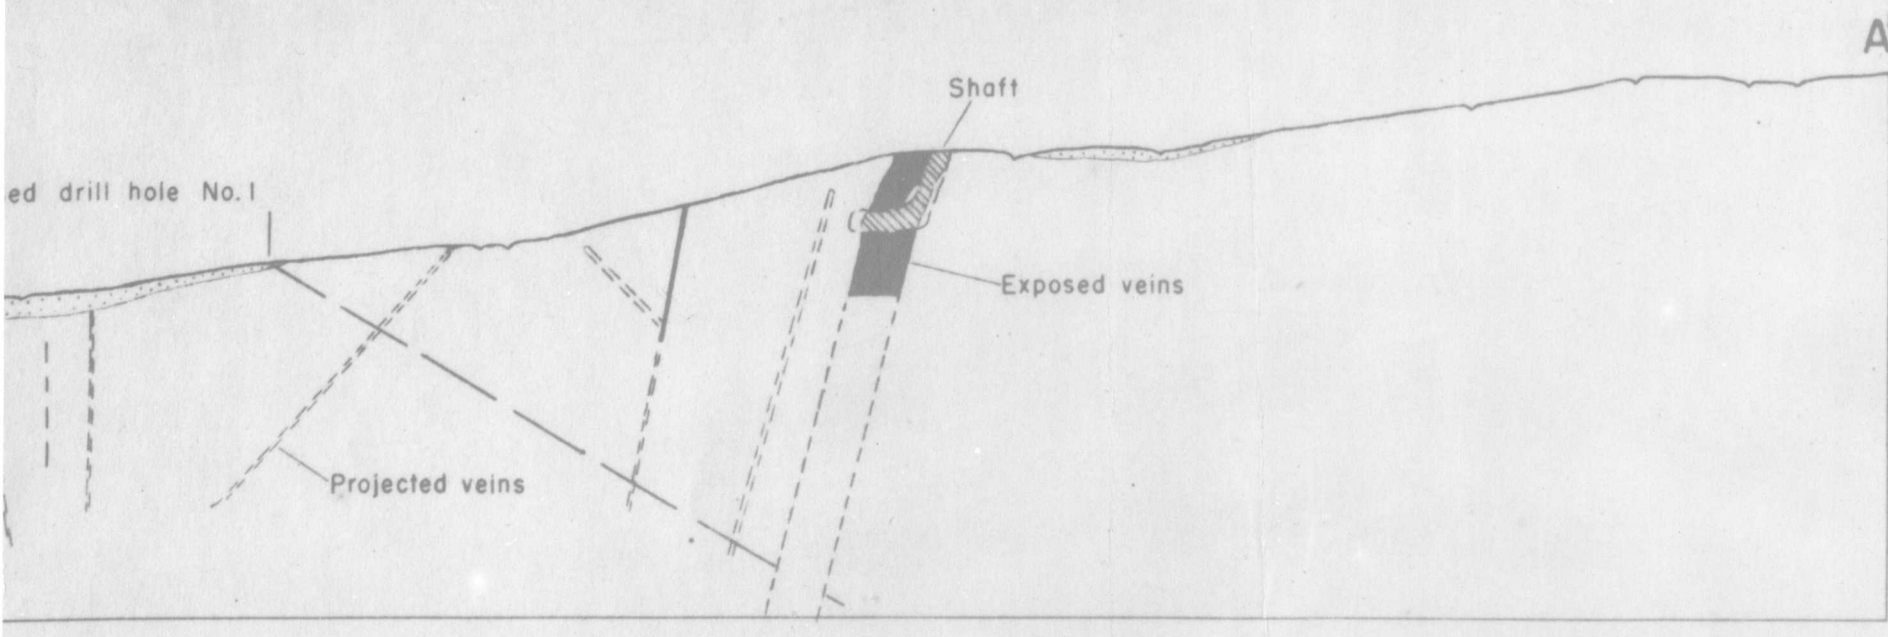 A
Shaft
ed drill hole No. 1
Exposed veins
Projected veins